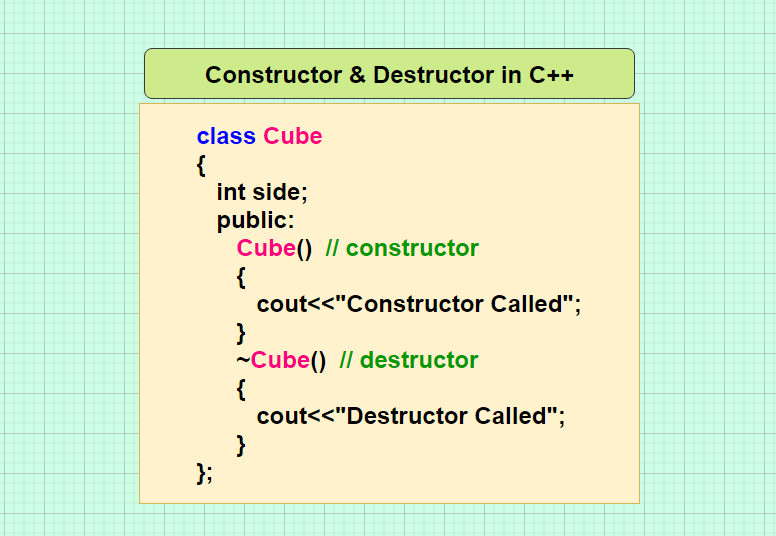 Constructor & Destructor in C++
class Cube
{
int side;
public:
Cube() // constructor
{
cout<<"Constructor Called";
}
~Cube() // destructor
{
cout<<"Destructor Called";
}
};